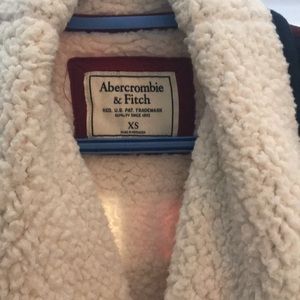 Abercrombie
& Fitch
REG. U.S. PAT. TRADEMARK
QUALITY SINCE 1892
XS